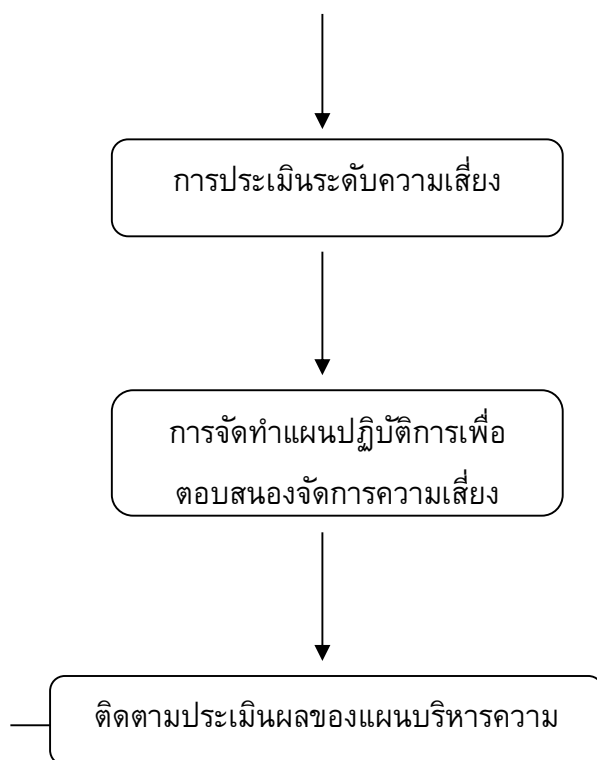 การประเมินระดับความเสี่ยง
การจัดทำแผนปฏิบัติการเพื่อ
ตอบสนองจัดการความเสี่ยง
ติดตามประเมินผลของแผนบริหารความ